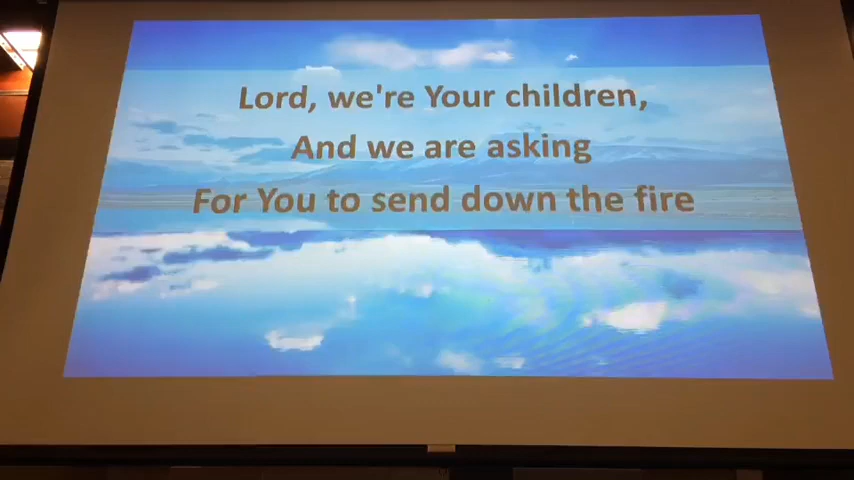 Lord, we're Your children,
And we are asking
For You to send down the fire